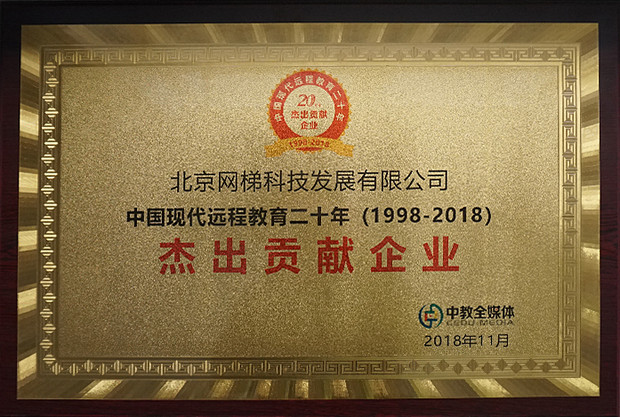 中国现代远程教育二十年
20年
杰出贡献
企业
1998-2018
北京网梯科技发展有限公司
中国现代远程教育二十年（1998-2018）
杰出贡献企业
中教全媒体
CEDU MEDIA
2018年11月